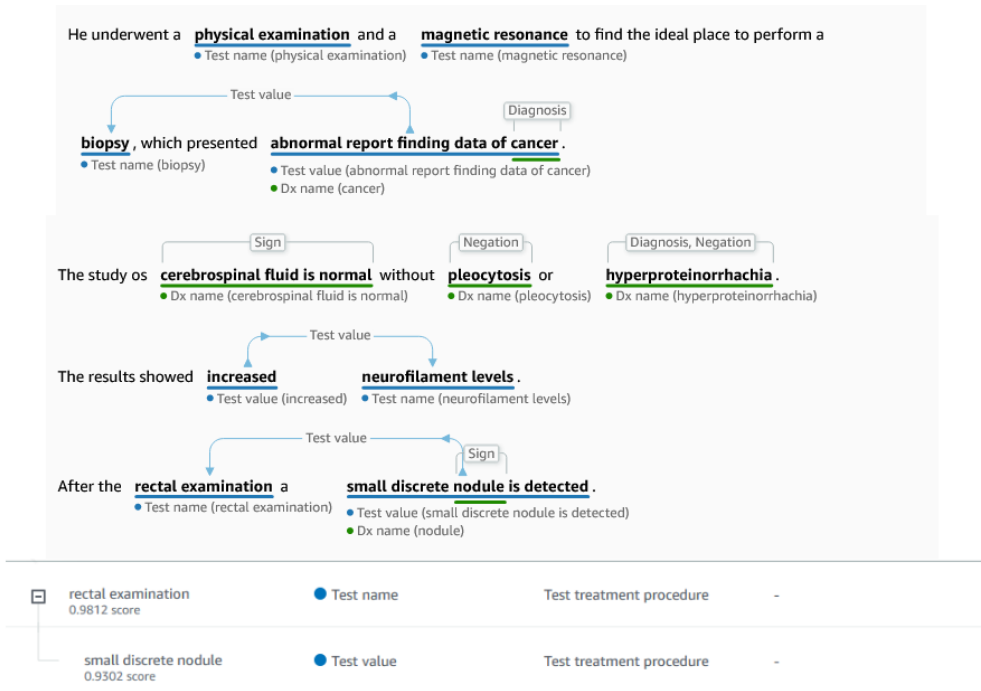 He underwent a physical examination and a magnetic resonance to find the ideal place to perform a
Test name (physical examination) Test name (magnetic resonance)
Test value
Diagnosis
biopsy , which presented abnormal report finding data of cancer .
Test name (biopsy) Test value (abnormal report finding data of cancer)
Dx name (cancer)
Sign Negation Diagnosis, Negation
The study os cerebrospinal fluid is normal without pleocytosis or hyperproteinorrhachia .
Dx name (cerebrospinal fluid is normal) Dx name (pleocytosis) Dx name (hyperproteinorrhachia)
Test value
The results showed increased neurofilament levels .
Test value (increased) Test name (neurofilament levels)
Test value
Sign
After the rectal examination a small discrete nodule is detected .
Test name (rectal examination) Test value (small discrete nodule is detected)
Dx name (nodule)
rectal examination Test name Test treatment procedure -
0.9812 score
small discrete nodule Test value Test treatment procedure -
0.9302 score